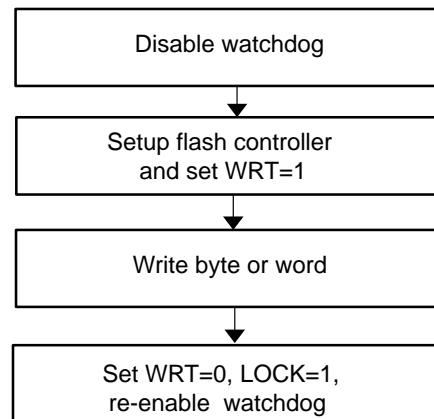 Disable watchdog
Setup flash controller
and set WRT=1
Write byte or word
Set WRT=0, LOCK=1,
re-enable watchdog